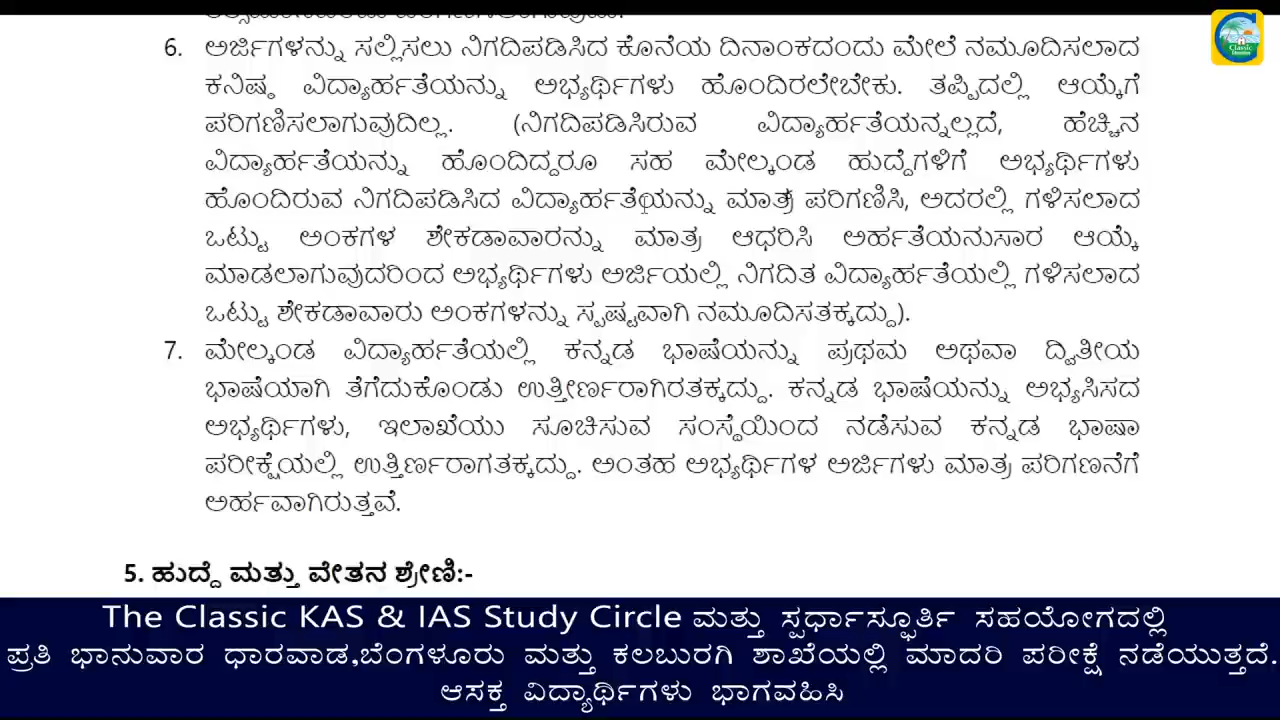 6. ಅರ್ಜಿಗಳನ್ನು ಸಲ್ಲಿಸಲು ನಿಗದಿಪಡಿಸಿದ ಕೊನೆಯ ದಿನಾಂಕದಂದು ಮೇಲೆ ನಮೂದಿಸಲಾದ
ಕನಿಷ್ಠ ವಿದ್ಯಾರ್ಹತೆಯನ್ನು ಅಭ್ಯರ್ಥಿಗಳು ಹೊಂದಿರಲೇಬೇಕು. ತಪ್ಪಿದಲ್ಲಿ ಆಯ್ಕೆಗೆ
ಪರಿಗಣಿಸಲಾಗುವುದಿಲ್ಲ. (ನಿಗದಿಪಡಿಸಿರುವ ವಿದ್ಯಾರ್ಹತೆಯನ್ನಲ್ಲದೆ, ಹೆಚ್ಚಿನ
ವಿದ್ಯಾರ್ಹತೆಯನ್ನು ಹೊಂದಿದ್ದರೂ ಸಹ ಮೇಲ್ಕಂಡ ಹುದ್ದೆಗಳಿಗೆ ಅಭ್ಯರ್ಥಿಗಳು
ಹೊಂದಿರುವ ನಿಗದಿಪಡಿಸಿದ ವಿದ್ಯಾರ್ಹತೆಯನ್ನು ಮಾತ್ರ ಪರಿಗಣಿಸಿ, ಅದರಲ್ಲಿ ಗಳಿಸಲಾದ
ಒಟ್ಟು ಅಂಕಗಳ ಶೇಕಡಾವಾರನ್ನು ಮಾತ್ರ ಆಧರಿಸಿ ಅರ್ಹತೆಯನುಸಾರ ಆಯ್ಕೆ
ಮಾಡಲಾಗುವುದರಿಂದ ಅಭ್ಯರ್ಥಿಗಳು ಅರ್ಜಿಯಲ್ಲಿ ನಿಗದಿತ ವಿದ್ಯಾರ್ಹತೆಯಲ್ಲಿ ಗಳಿಸಲಾದ
ಒಟ್ಟು ಶೇಕಡಾವಾರು ಅಂಕಗಳನ್ನು ಸ್ಪಷ್ಟವಾಗಿ ನಮೂದಿಸತಕ್ಕದ್ದು).
7. ಮೇಲ್ಕಂಡ ವಿದ್ಯಾರ್ಹತೆಯಲ್ಲಿ ಕನ್ನಡ ಭಾಷೆಯನ್ನು ಪ್ರಥಮ ಅಥವಾ ದ್ವಿತೀಯ
ಭಾಷೆಯಾಗಿ ತೆಗೆದುಕೊಂಡು ಉತ್ತೀರ್ಣರಾಗಿರತಕ್ಕದ್ದು. ಕನ್ನಡ ಭಾಷೆಯನ್ನು ಅಭ್ಯಸಿಸದ
ಅಭ್ಯರ್ಥಿಗಳು, ಇಲಾಖೆಯು ಸೂಚಿಸುವ ಸಂಸ್ಥೆಯಿಂದ ನಡೆಸುವ ಕನ್ನಡ ಭಾಷಾ
ಪರೀಕ್ಷೆಯಲ್ಲಿ ಉತ್ತಿರ್ಣರಾಗತಕ್ಕದ್ದು. ಅಂತಹ ಅಭ್ಯರ್ಥಿಗಳ ಅರ್ಜಿಗಳು ಮಾತ್ರ ಪರಿಗಣನೆಗೆ
ಅರ್ಹವಾಗಿರುತ್ತವೆ.
5. ಹುದ್ದೆ ಮತ್ತು ವೇತನ ಶ್ರೇಣಿ:-
The Classic KAS & IAS Study Circle ಮತ್ತು ಸ್ಪರ್ಧಾಸ್ಫೂರ್ತಿ ಸಹಯೋಗದಲ್ಲಿ
ಪ್ರತಿ ಭಾನುವಾರ ಧಾರವಾಡ,ಬೆಂಗಳೂರು ಮತ್ತು ಕಲಬುರಗಿ ಶಾಖೆಯಲ್ಲಿ ಮಾದರಿ ಪರೀಕ್ಷೆ ನಡೆಯುತ್ತದೆ.
ಆಸಕ್ತ ವಿದ್ಯಾರ್ಥಿಗಳು ಭಾಗವಹಿಸಿ
Classic